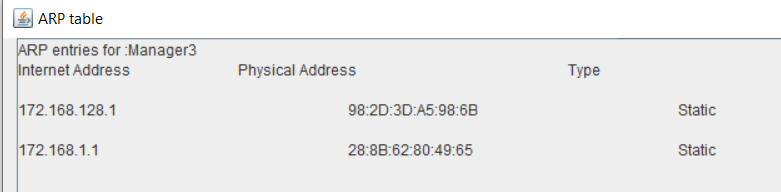 ARP table
ARP entries for :Manager3
Internet Address Physical Address Type
172.168.128.1 98:2D:3D:A5:98:6B Static
172.168.1.1 28:8B:62:80:49:65 Static